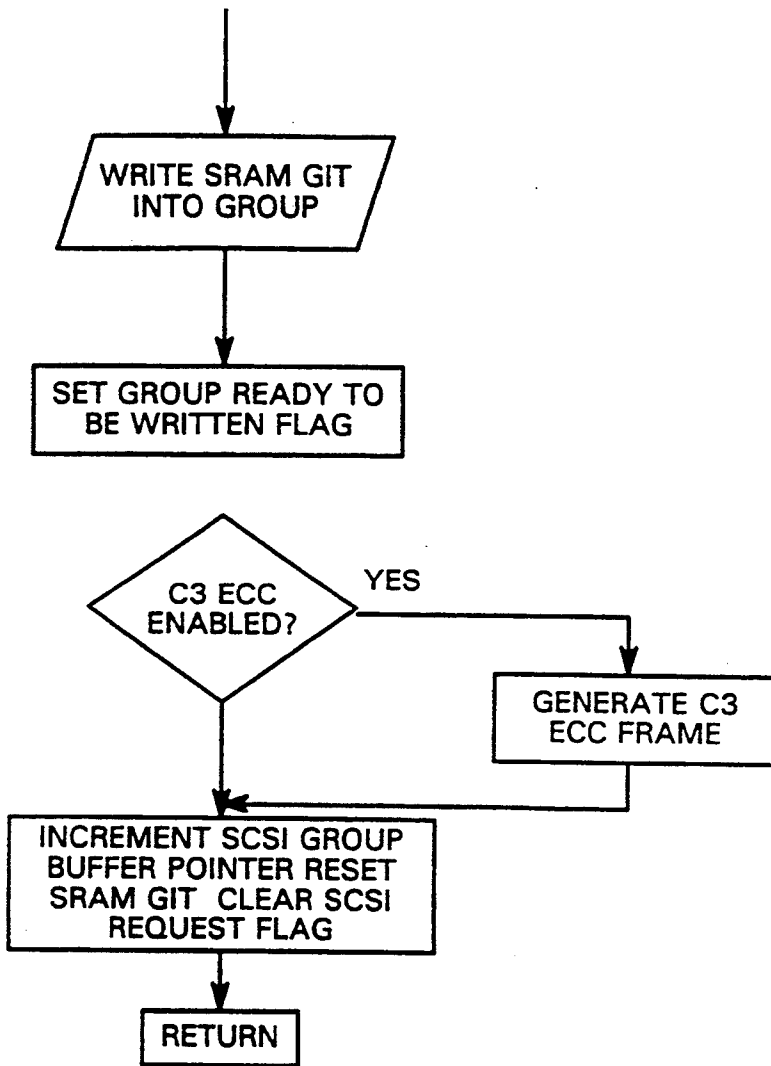 WRITE SRAM GIT
INTO GROUP
SET GROUP READY TO
BE WRITTEN FLAG
C3 ECC
ENABLED?
YES
GENERATE C3
ECC FRAME
INCREMENT SCSI GROUP
BUFFER POINTER RESET
SRAM GIT CLEAR SCSI
REQUEST FLAG
RETURN